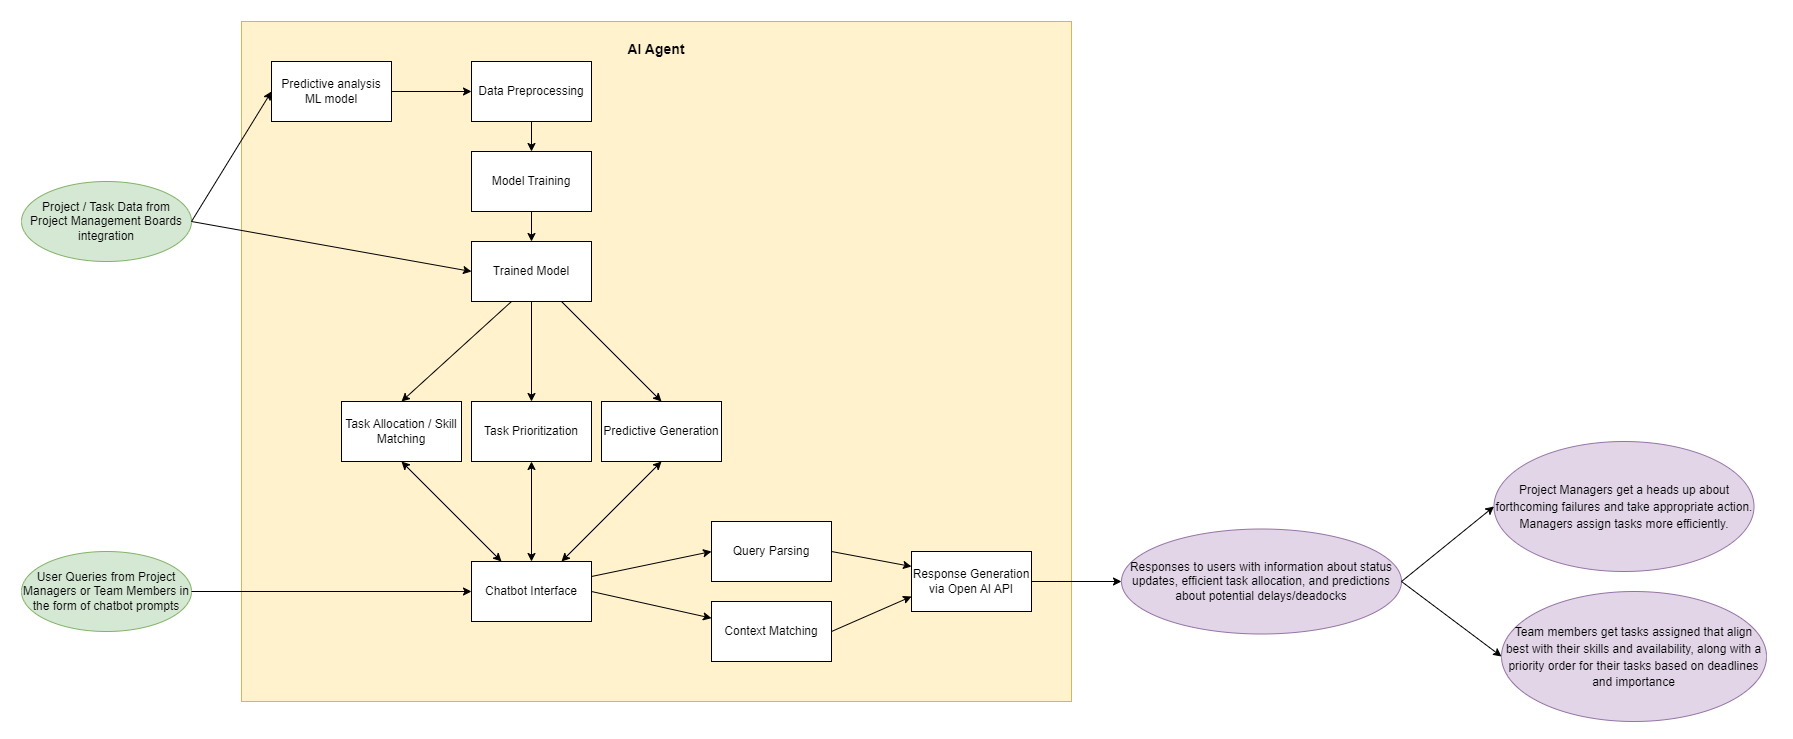 AI Agent
Predictive analysis
ML model
Data Preprocessing
Model Training
Project / Task Data from
Project Management Boards
integration
Trained Model
Task Allocation / Skill
Matching
Task Prioritization
Predictive Generation
Query Parsing
User Queries from Project
Managers or Team Members in
the form of chatbot prompts
Chatbot Interface
Context Matching
Response Generation
via Open AI API
Responses to users with information about status
updates, efficient task allocation, and predictions
about potential delays/deadocks
Project Managers get a heads up about
forthcoming failures and take appropriate action.
Managers assign tasks more efficiently.
Team members get tasks assigned that align
best with their skills and availability, along with a
priority order for their tasks based on deadlines
and importance